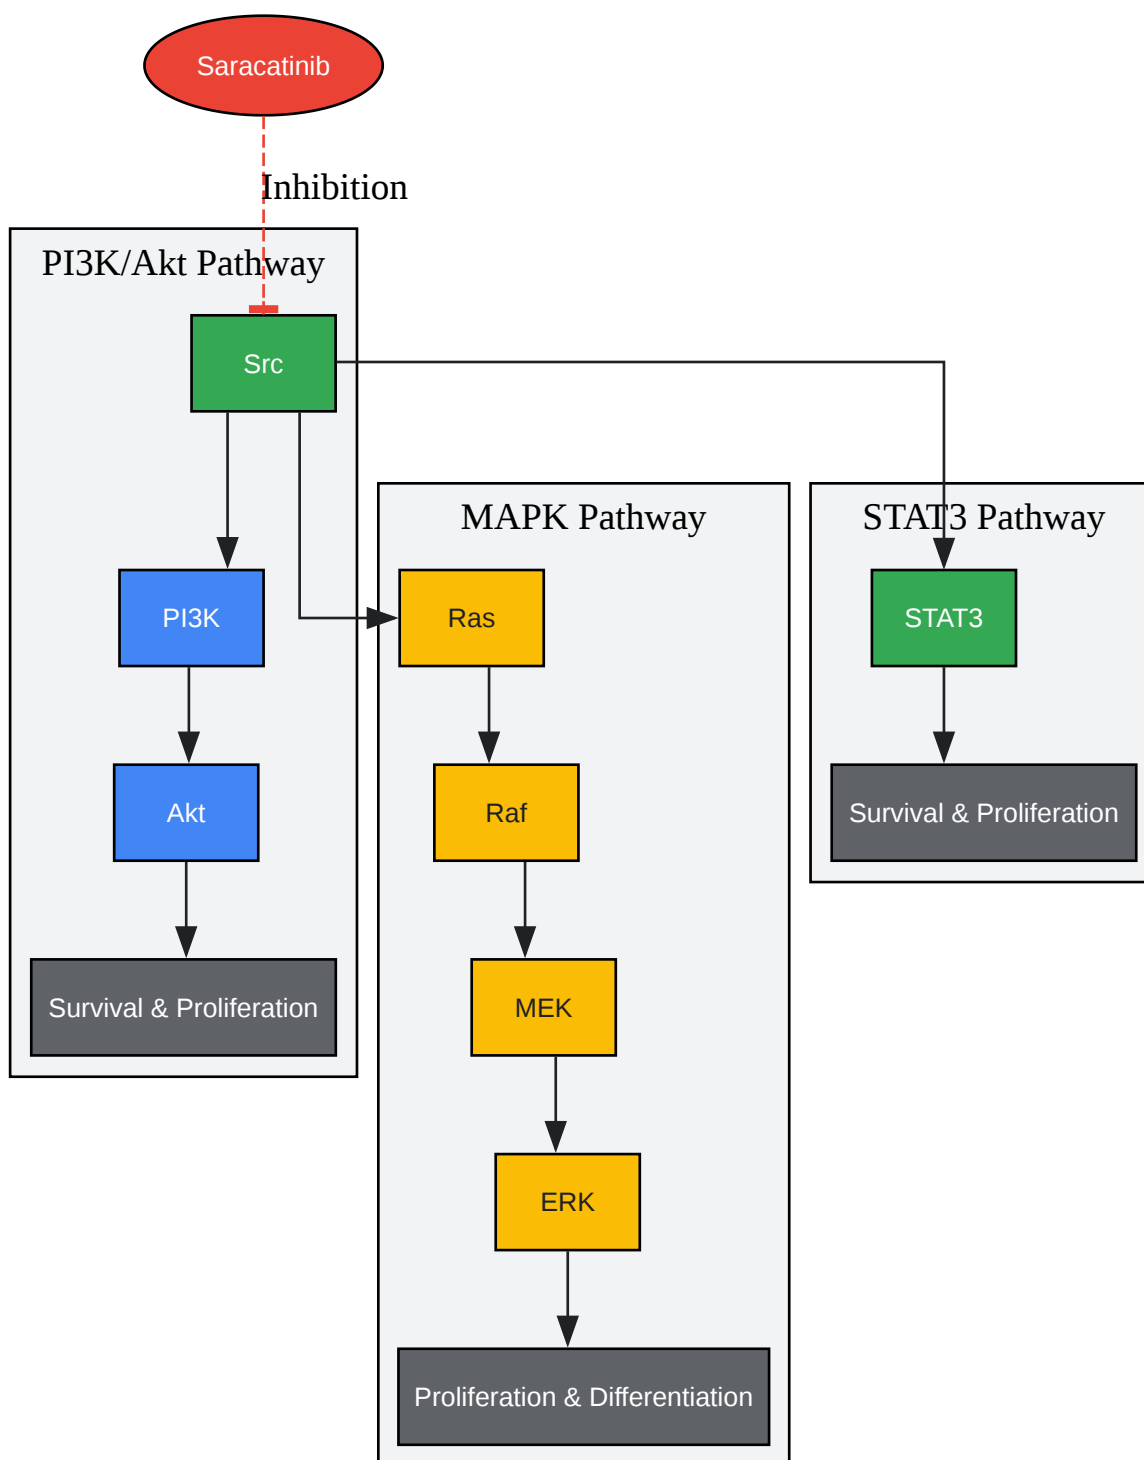 Saracatinib
Inhibition
PI3K/Akt Pathway
Src
MAPK Pathway
STAT3 Pathway
PI3K
Ras
STAT3
Akt
Raf
Survival & Proliferation
Survival & Proliferation
MEK
ERK
Proliferation & Differentiation